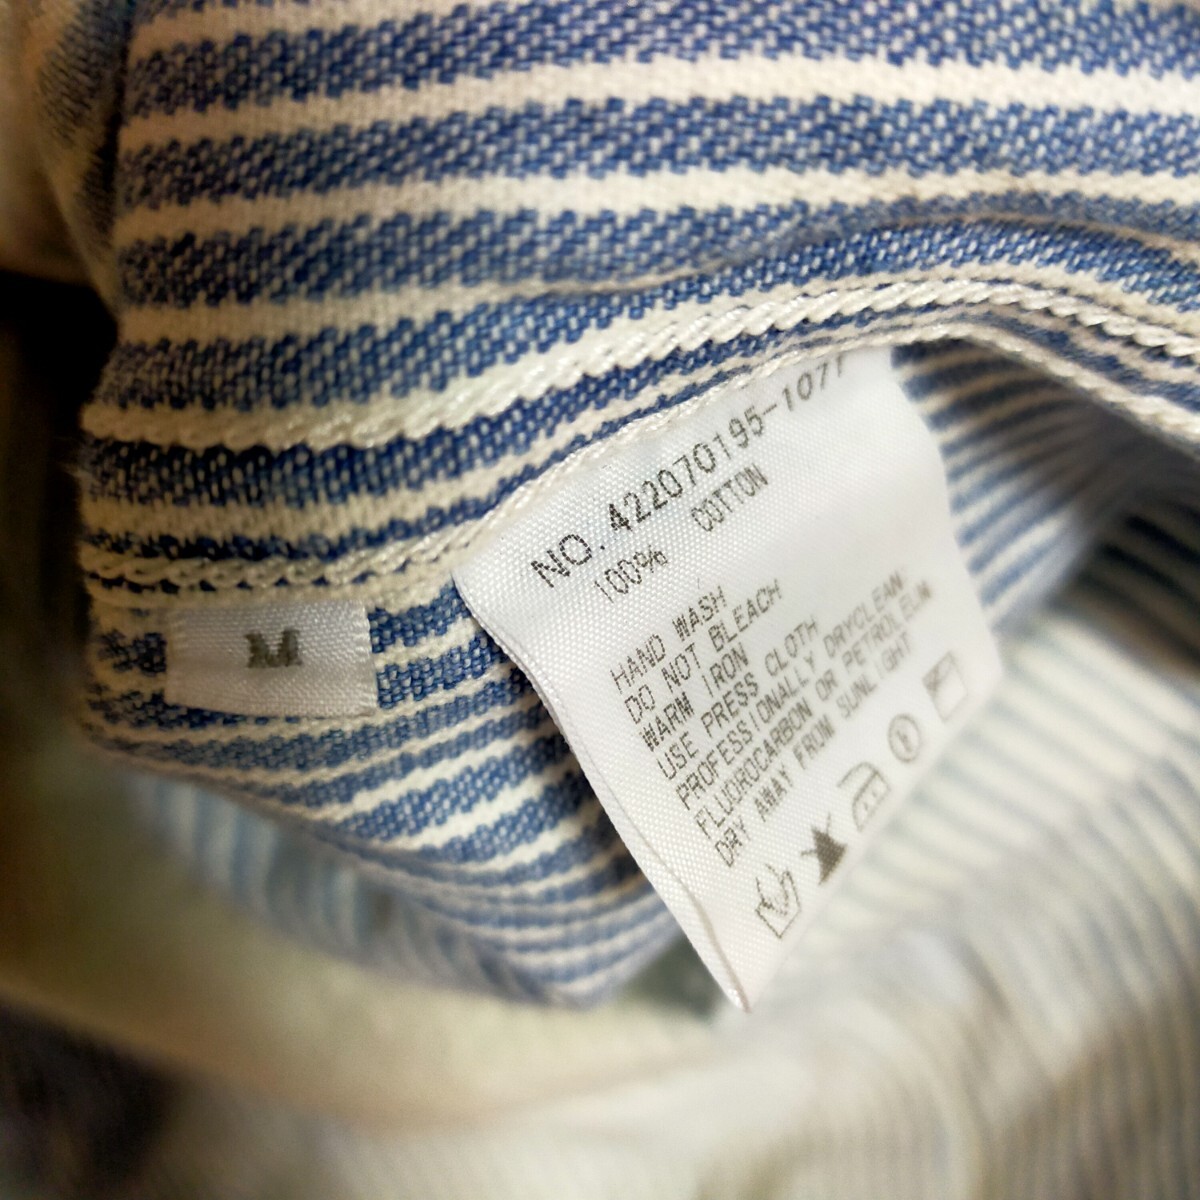 NO. 422070195-1077
100% COTTON
HAND WASH
DO NOT BLEACH
WARM IRON
USE PRESS CLOTH
PROFESSIONALLY DRYCLEAN:
FLUOROCARBON OR PETROLEUM
DRY AWAY FROM SUNLIGHT
M